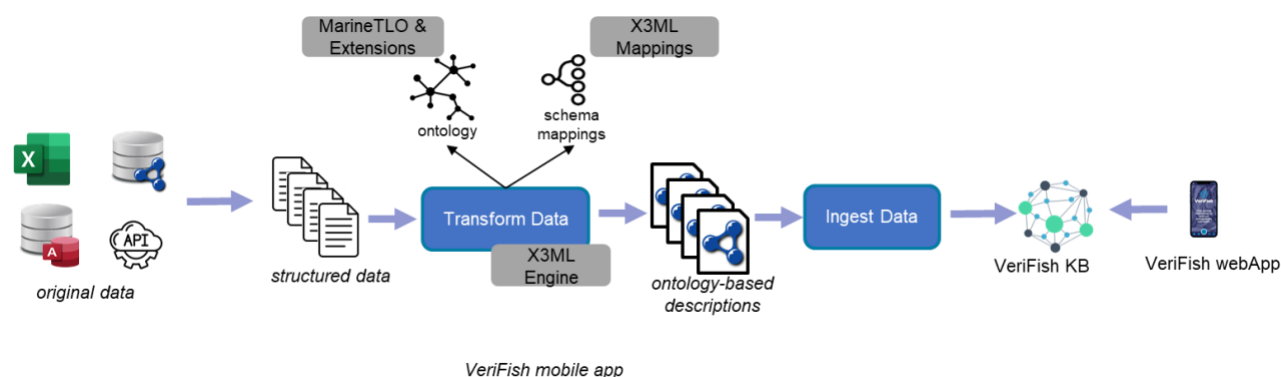 MarineTLO &
Extensions
X3ML
Mappings
ontology
schema
mappings
X
A
API
original data
structured data
Transform Data
X3ML
Engine
ontology-based
descriptions
Ingest Data
VeriFish KB
VeriFish
VeriFish webApp
VeriFish mobile app